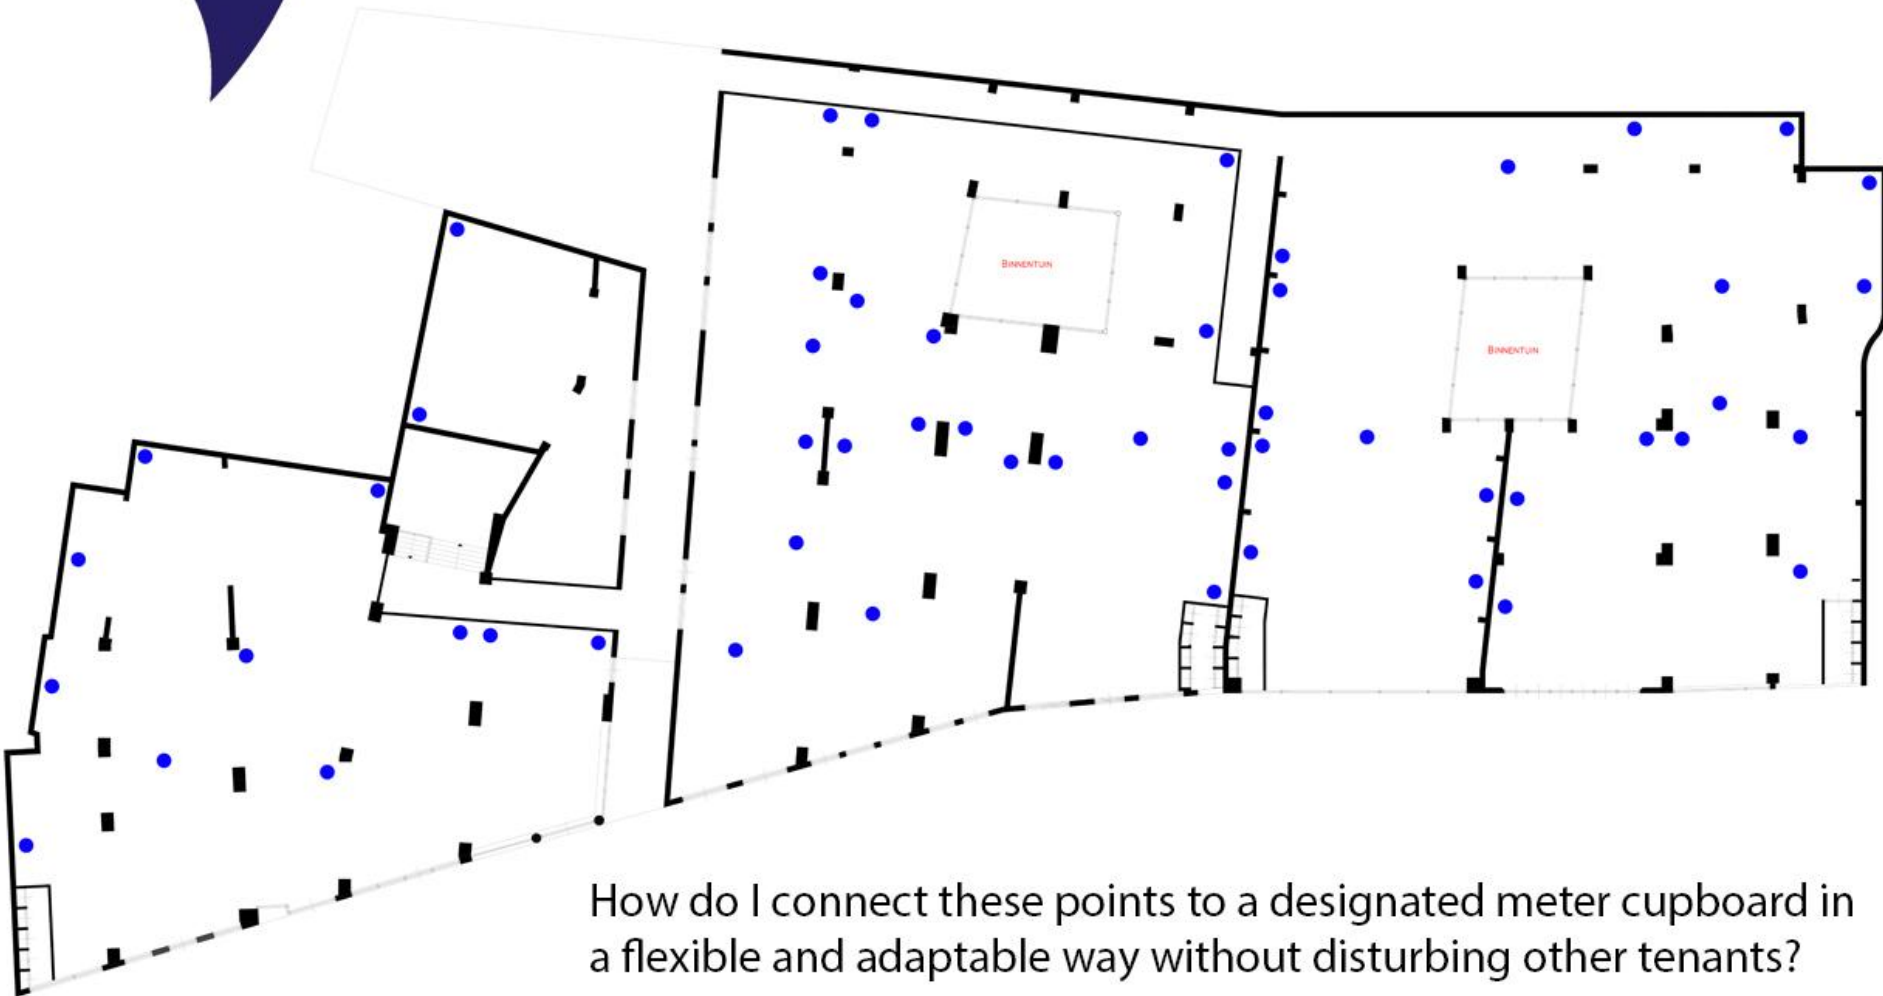 BINNENTUIN
BINNENTUIN
How do I connect these points to a designated meter cupboard in
a flexible and adaptable way without disturbing other tenants?